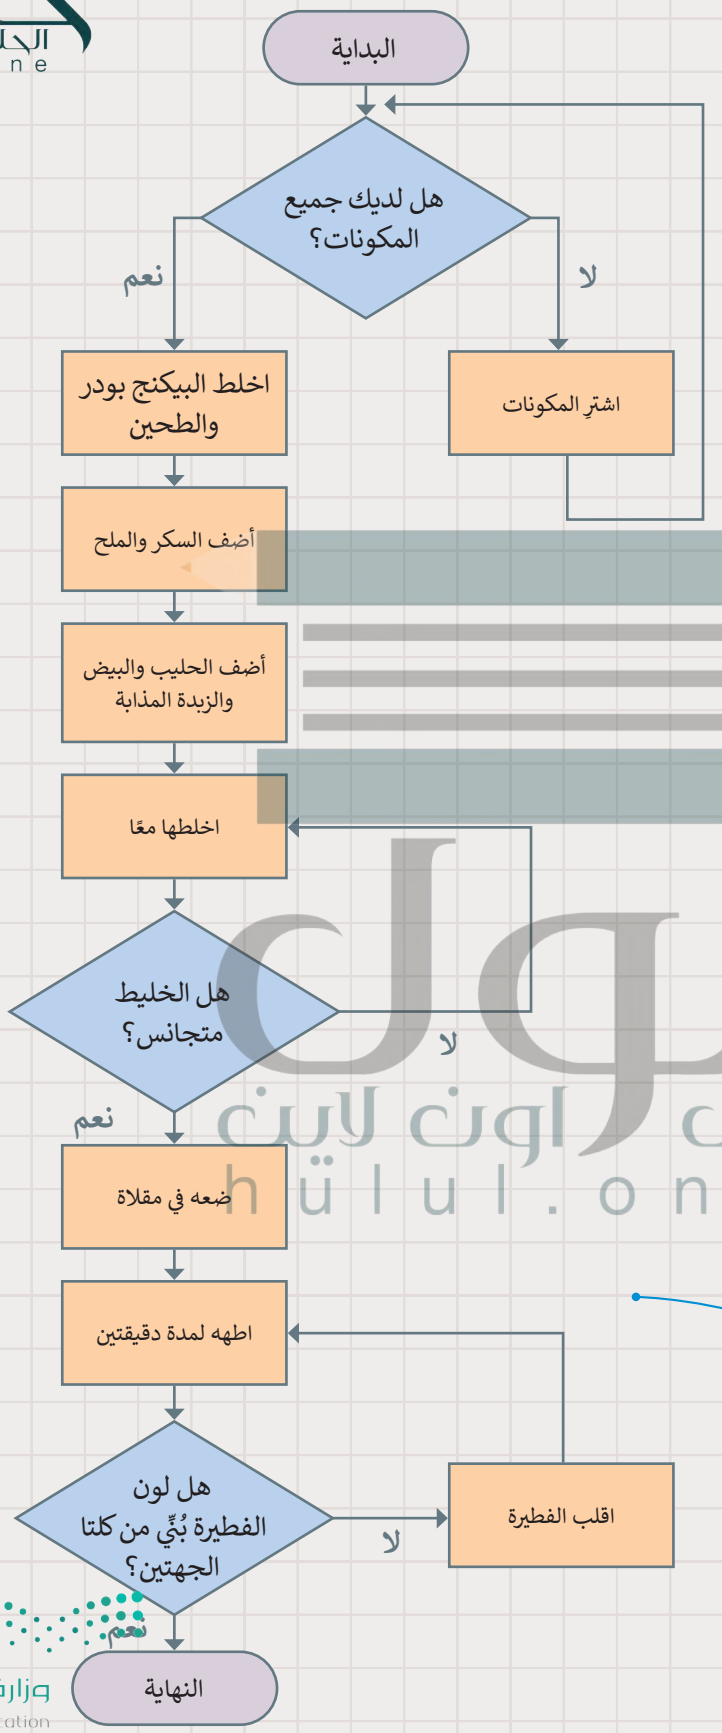 البداية
هل لديك جميع
المكونات؟
نعم
لا
اخلط البيكنج بودر
والطحين
اشترِ المكونات
أضف السكر والملح
أضف الحليب والبيض
والزبدة المذابة
اخلطها معًا
هل الخليط
متجانس؟
لا
نعم
اون لاين
hülul.on
ضعه في مقلاة
اطهه لمدة دقيقتين
هل لون
الفطيرة بُنِّي من كلتا
الجهتين؟
لا
اقلب الفطيرة
نعم
النهاية